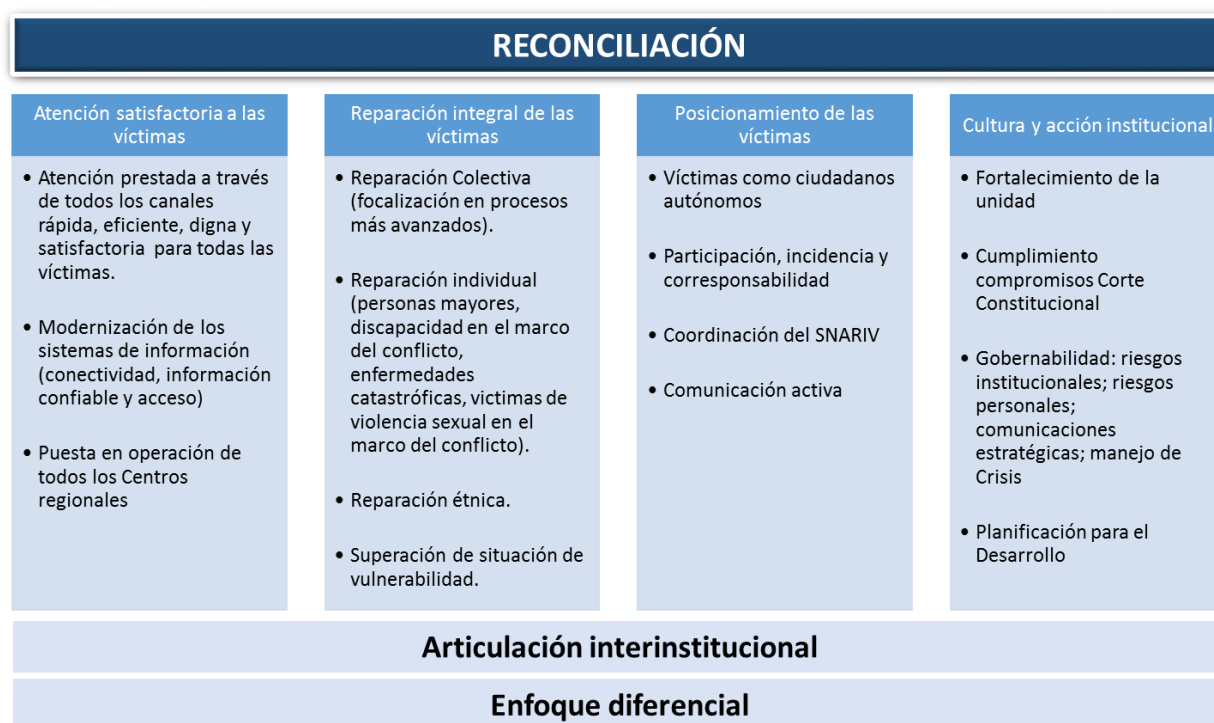 RECONCILIACIÓN
Atención satisfactoria a las
víctimas
• Atención prestada a través
de todos los canales
rápida, eficiente, digna y
satisfactoria para todas las
víctimas.
• Modernización de los
sistemas de información
(conectividad, información
confiable y acceso)
• Puesta en operación de
todos los Centros
regionales
Reparación integral de las
víctimas
• Reparación Colectiva
(focalización en procesos
más avanzados).
• Reparación individual
(personas mayores,
discapacidad en el marco
del conflicto,
enfermedades
catastróficas, victimas de
violencia sexual en el
marco del conflicto).
• Reparación étnica.
• Superación de situación de
vulnerabilidad.
Posicionamiento de las
víctimas
• Víctimas como ciudadanos
autónomos
• Participación, incidencia y
corresponsabilidad
• Coordinación del SNARIV
• Comunicación activa
Cultura y acción institucional
• Fortalecimiento de la
unidad
• Cumplimiento
compromisos Corte
Constitucional
• Gobernabilidad: riesgos
institucionales; riesgos
personales;
comunicaciones
estratégicas; manejo de
Crisis
• Planificación para el
Desarrollo
Articulación interinstitucional
Enfoque diferencial